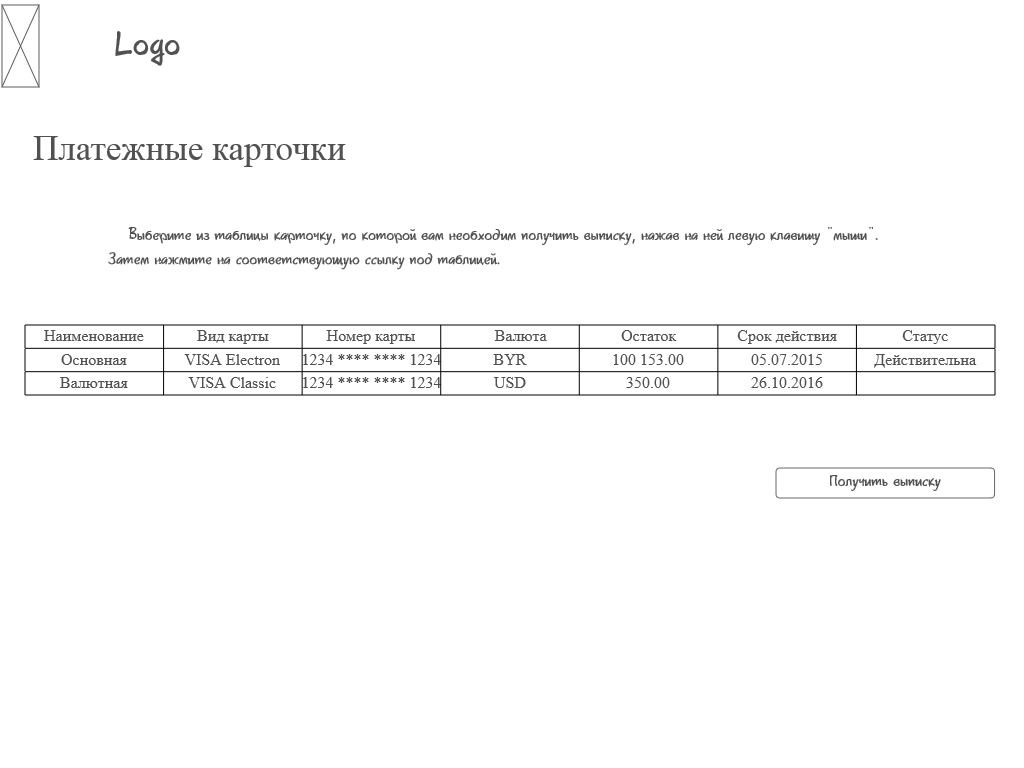 Logo
Платежные карточки
Выберите из таблицы карточку, по которой вам необходим получить выписку, нажав на ней левую клавишу "мыши".
Затем нажмите на соответствующую ссылку под таблицей.
Наименование Вид карты Номер карты Валюта Остаток Срок действия Статус
Основная VISA Electron 1234 **** **** 1234 BYR 100 153.00 05.07.2015 Действительна
Валютная VISA Classic 1234 **** **** 1234 USD 350.00 26.10.2016
Получить выписку